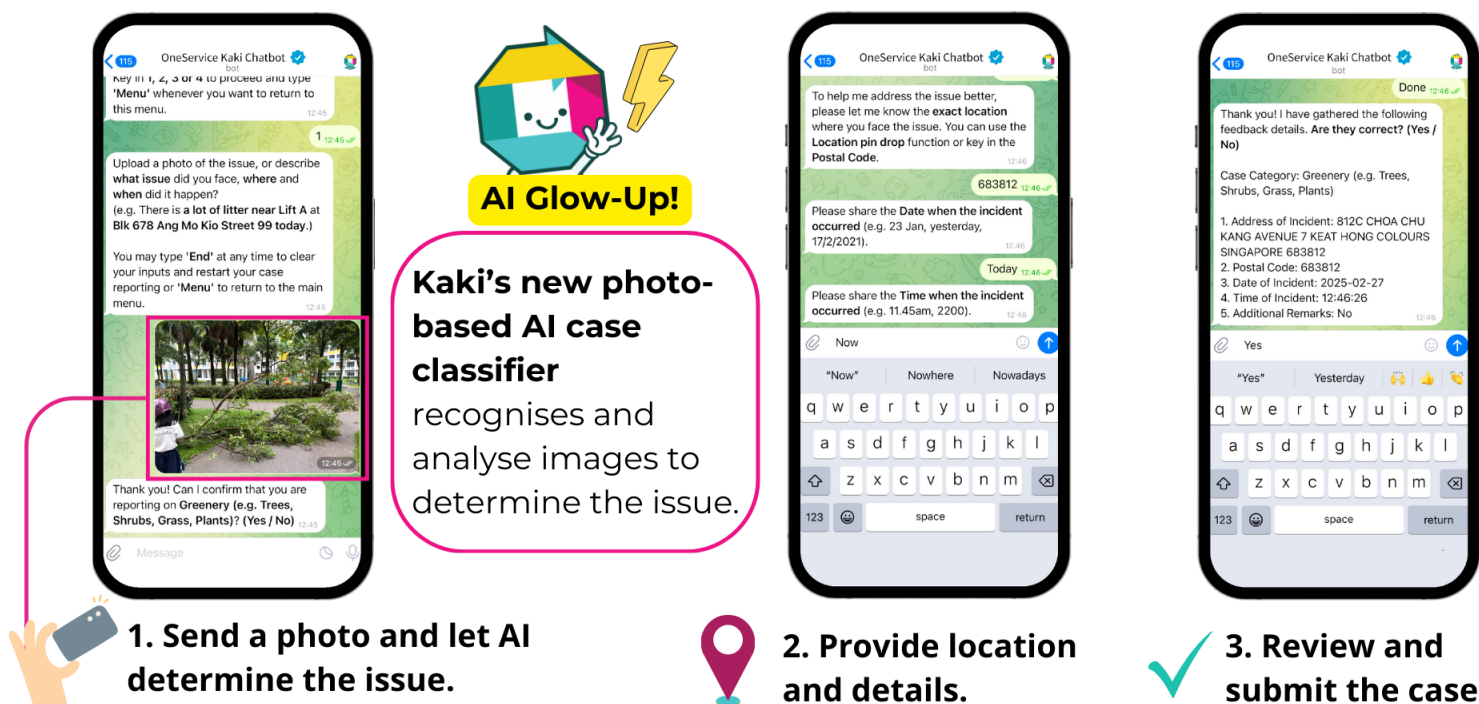 115
OneService Kaki Chatbot
bot
Key in 1, 2, 3 or 4 to proceed and type
'Menu' whenever you want to return to
this menu.
12:45
1 12:45
Upload a photo of the issue, or describe
what issue did you face, where and
when did it happen?
(e.g. There is a lot of litter near Lift A at
Blk 678 Ang Mo Kio Street 99 today.)
You may type 'End' at any time to clear
your inputs and restart your case
reporting or 'Menu' to return to the main
menu.
12:45
12:45
Thank you! Can I confirm that you are
reporting on Greenery (e.g. Trees,
Shrubs, Grass, Plants)? (Yes / No)
12:45
Message
1. Send a photo and let AI
determine the issue.
AI Glow-Up!
Kaki's new photo-
based AI case
classifier
recognises and
analyse images to
determine the issue.
115
OneService Kaki Chatbot
bot
To help me address the issue better,
please let me know the exact location
where you face the issue. You can use the
Location pin drop function or key in the
Postal Code.
12:46
683812 12:46
Please share the Date when the incident
occurred (e.g. 23 Jan, yesterday,
17/2/2021).
12:46
Today 12:46
Please share the Time when the incident
occurred (e.g. 11.45am, 2200).
12:46
Now
"Now" Nowhere Nowadays
q w e r t y u i o p
a s d f g h j k l
z x c v b n m
123 space return
2. Provide location
and details.
115
OneService Kaki Chatbot
bot
Done 12:46
Thank you! I have gathered the following
feedback details. Are they correct? (Yes /
No)
Case Category: Greenery (e.g. Trees,
Shrubs, Grass, Plants)
1. Address of Incident: 812C CHOA CHU
KANG AVENUE 7 KEAT HONG COLOURS
SINGAPORE 683812
2. Postal Code: 683812
3. Date of Incident: 2025-02-27
4. Time of Incident: 12:46:26
5. Additional Remarks: No
12:46
Yes
"Yes" Yesterday
q w e r t y u i o p
a s d f g h j k l
z x c v b n m
123 space return
3. Review and
submit the case